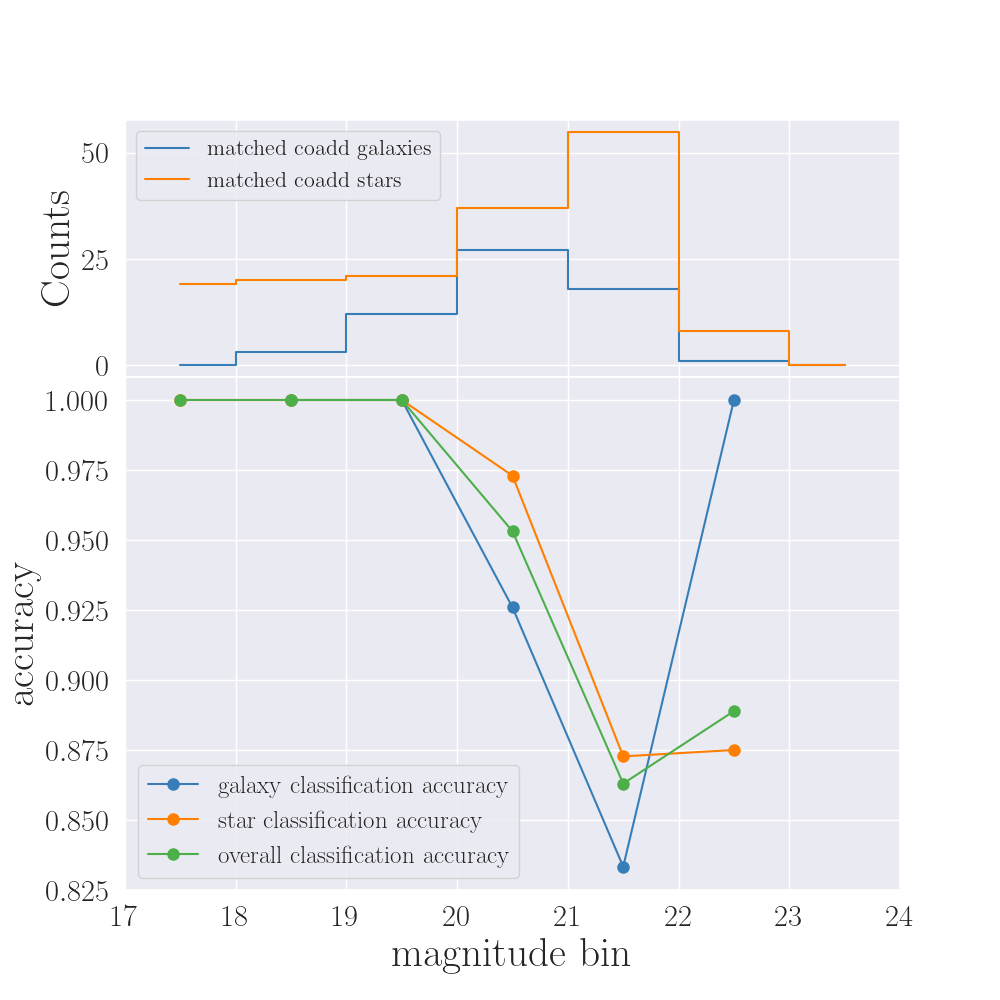 matched coadd galaxies
matched coadd stars
Counts
50
25
0
accuracy
1.000
0.975
0.950
0.925
0.900
0.875
0.850
0.825
galaxy classification accuracy
star classification accuracy
overall classification accuracy
17 18 19 20 21 22 23 24
magnitude bin